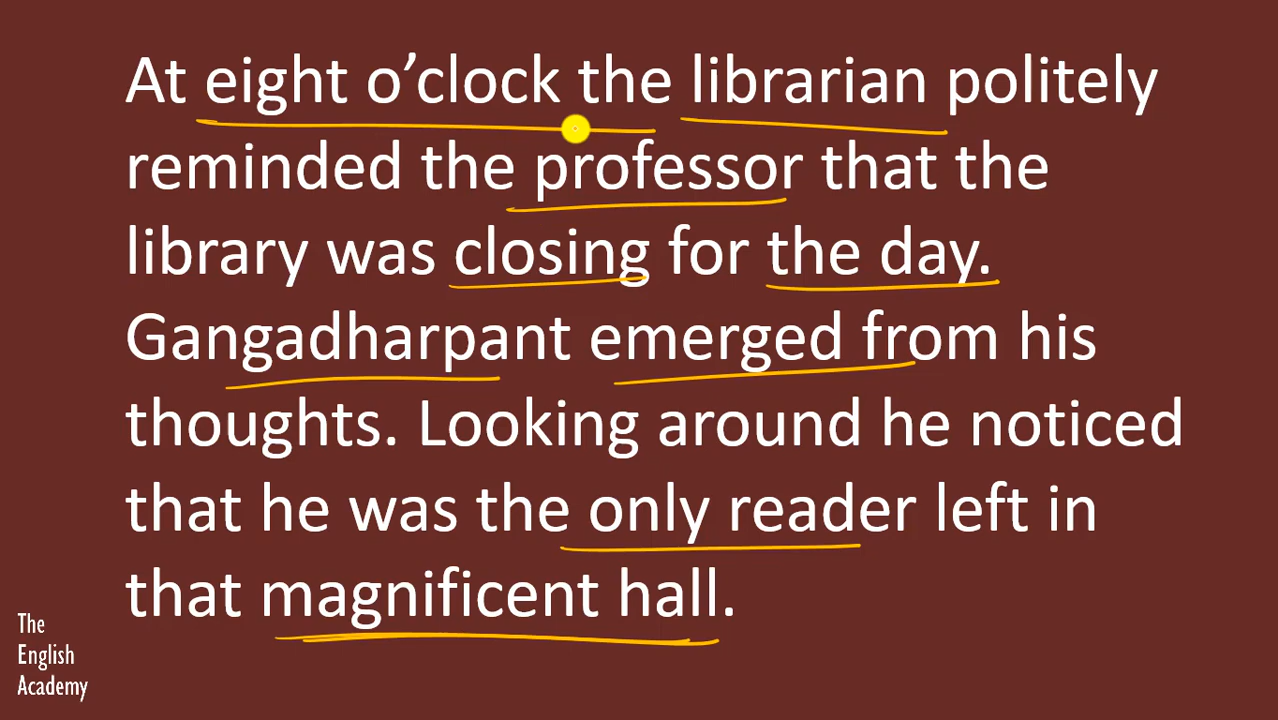 At eight o’clock the librarian politely
reminded the professor that the
library was closing for the day.
Gangadharpant emerged from his
thoughts. Looking around he noticed
that he was the only reader left in
that magnificent hall.
The
English
Academy